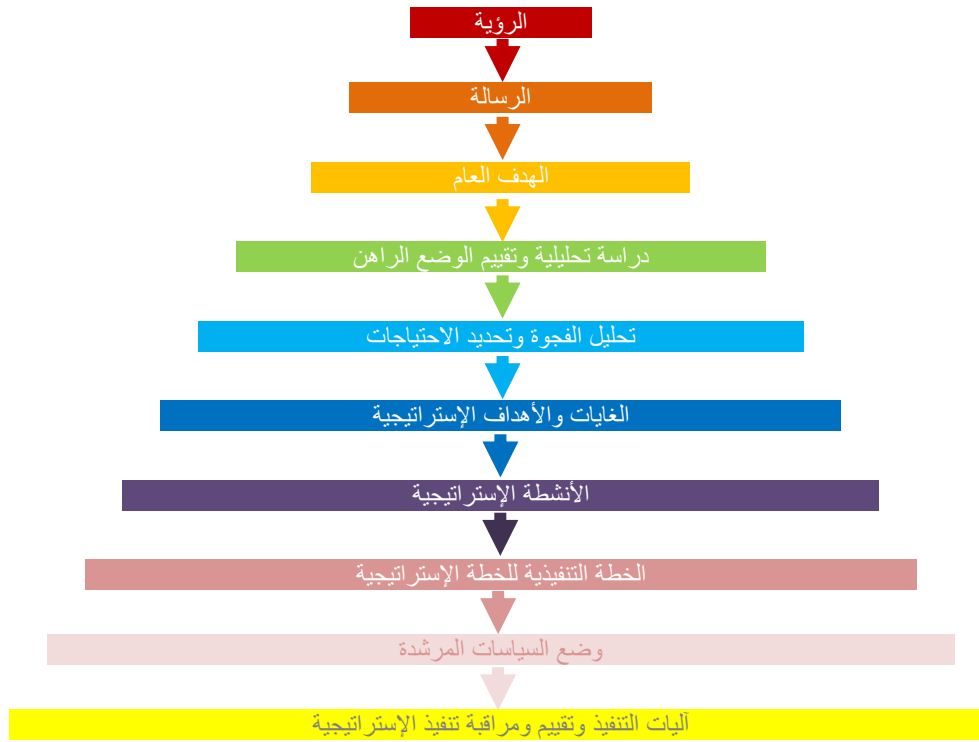 الرؤية
الرسالة
الهدف العام
دراسة تحليلية وتقييم الوضع الراهن
تحليل الفجوة وتحديد الاحتياجات
الغايات والأهداف الإستراتيجية
الأنشطة الإستراتيجية
الخطة التنفيذية للخطة الإستراتيجية
وضع السياسات المرشدة
آليات التنفيذ وتقييم ومراقبة تنفيذ الإستراتيجية